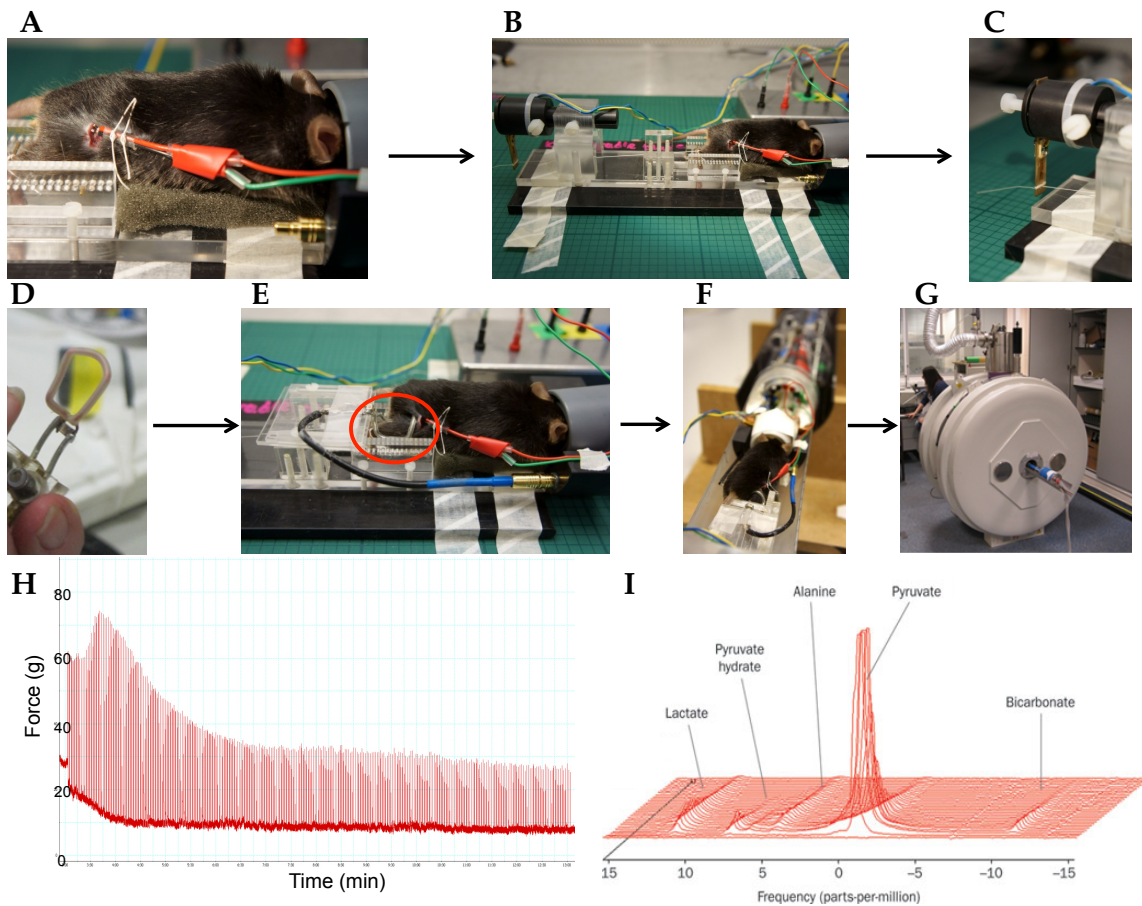 A
B
C
D
E
F
G
H
80
60
40
20
0
Force (g)
Time (min)
I
Alanine
Pyruvate
Pyruvate
hydrate
Lactate
Bicarbonate
15 10 5 0 −5 −10 −15
Frequency (parts-per-million)